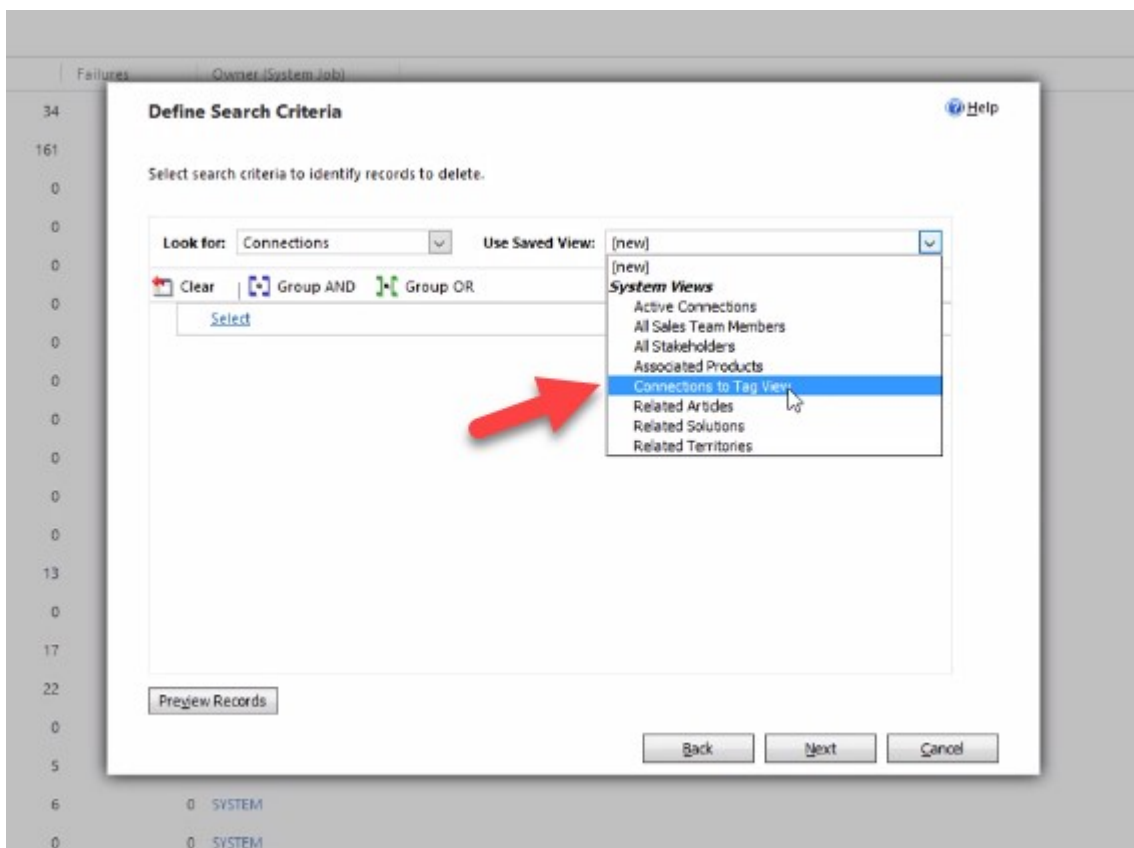 Failures Owner (System Job)
34
Define Search Criteria
Help
161
Select search criteria to identify records to delete.
0
0
Look for: Connections Use Saved View: [new]
0
[new]
Clear Group AND Group OR
System Views
0
Active Connections
Select
All Sales Team Members
0
All Stakeholders
Associated Products
0
Connections to Tag View
Related Articles
0
Related Solutions
Related Territories
0
0
0
13
0
17
22
Preview Records
0
Back Next Cancel
5
6 0 SYSTEM
0 0 SYSTEM